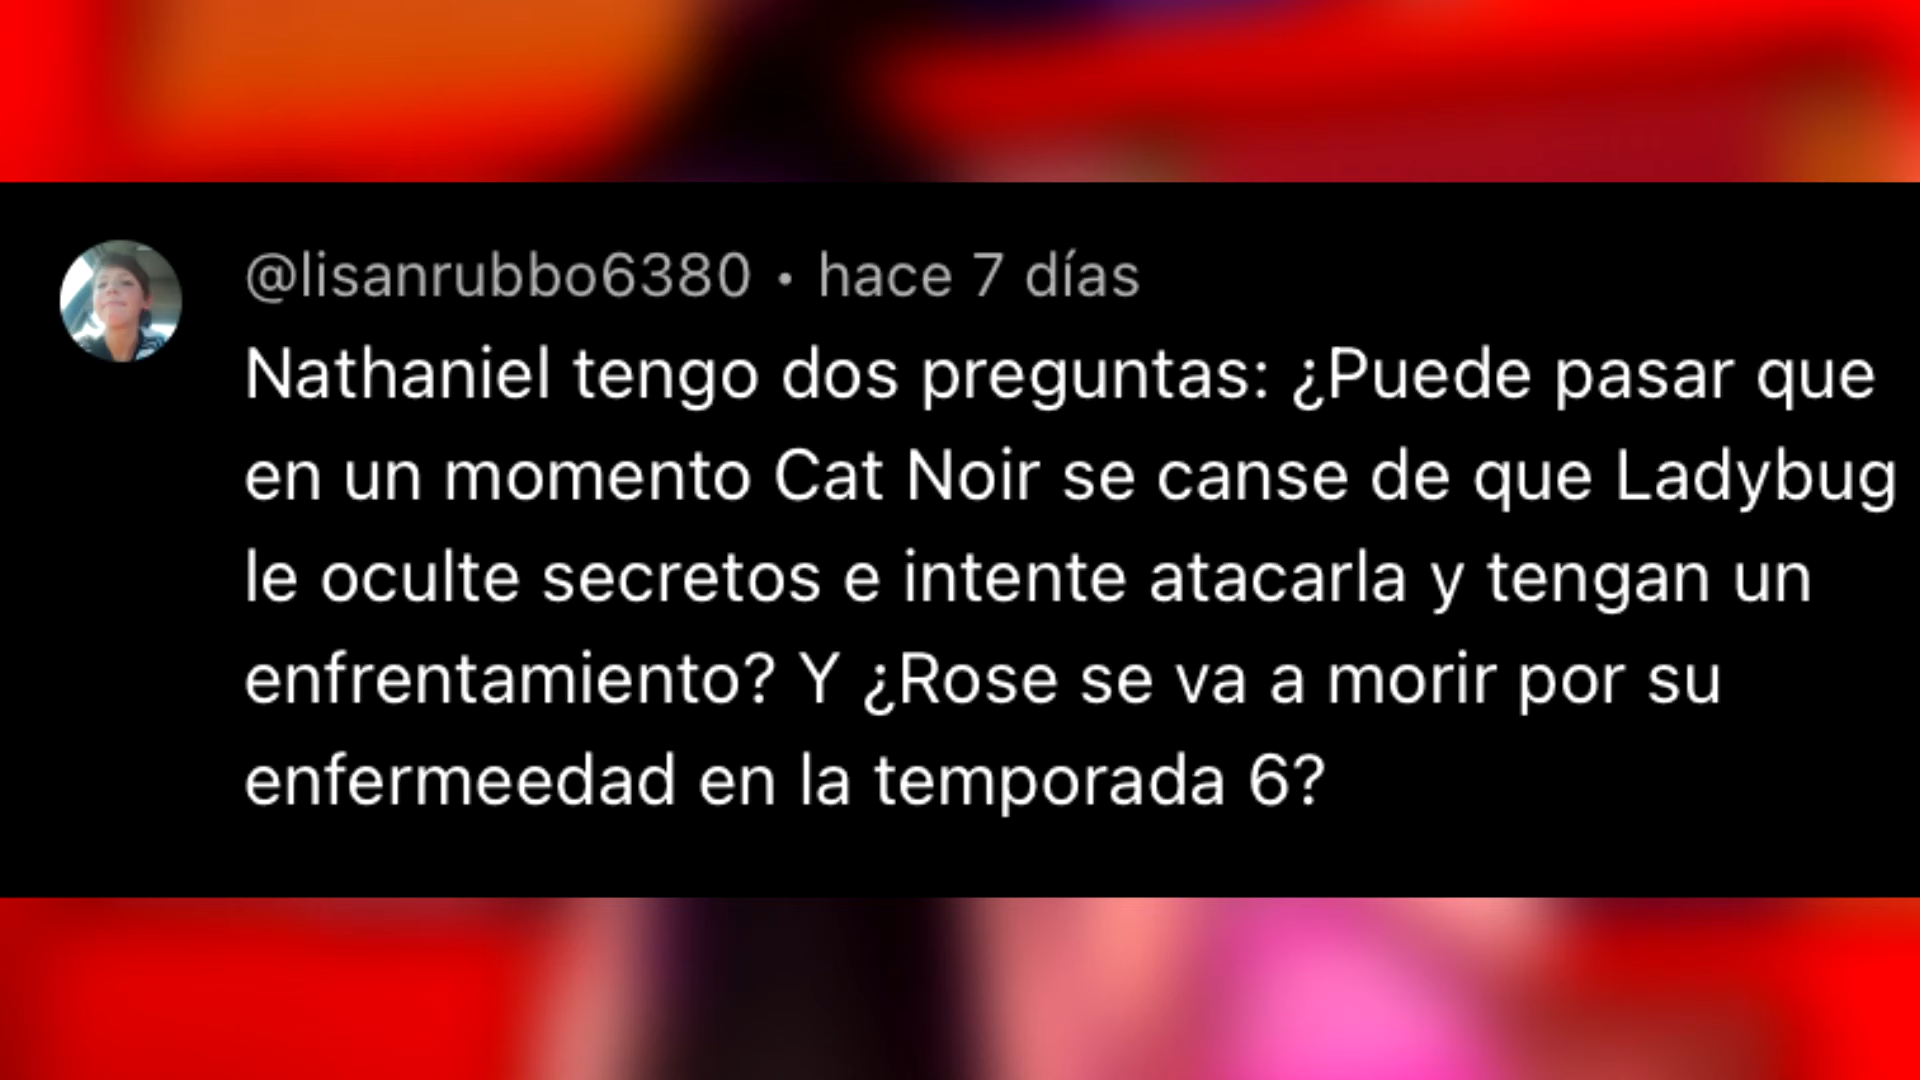 @lisanrubbo6380 • hace 7 días
Nathaniel tengo dos preguntas: ¿Puede pasar que
en un momento Cat Noir se canse de que Ladybug
le oculte secretos e intente atacarla y tengan un
enfrentamiento? Y ¿Rose se va a morir por su
enfermeedad en la temporada 6?